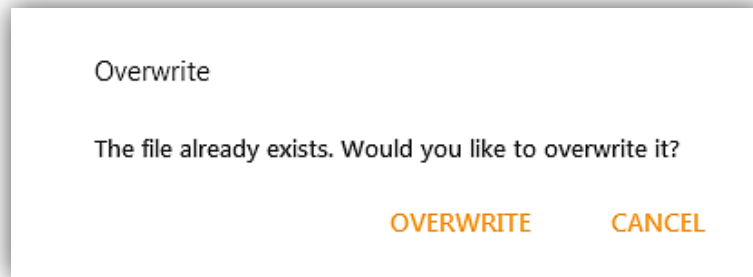 Overwrite
The file already exists. Would you like to overwrite it?
OVERWRITE CANCEL